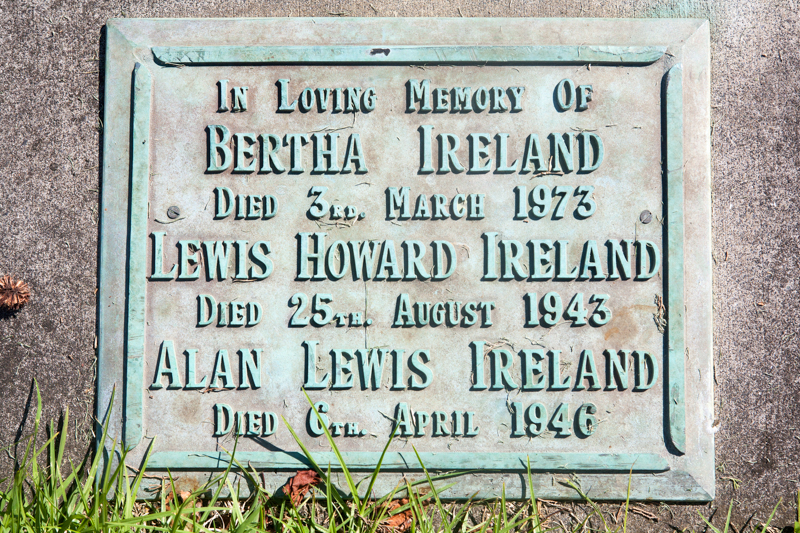 In Loving Memory Of
Bertha Ireland
Died 3rd. March 1973
Lewis Howard Ireland
Died 25th. August 1943
Alan Lewis Ireland
Died 6th. April 1946